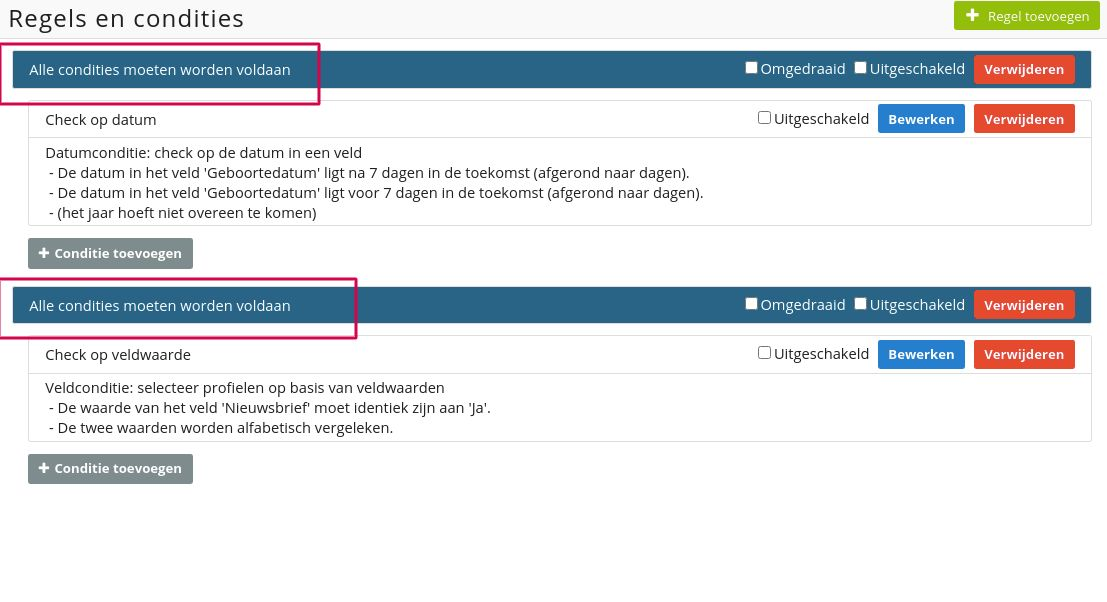 Regels en condities
Regel toevoegen
Alle condities moeten worden voldaan Omgedraaid Uitgeschakeld Verwijderen
Check op datum Uitgeschakeld Bewerken Verwijderen
Datumconditie: check op de datum in een veld
- De datum in het veld 'Geboortedatum' ligt na 7 dagen in de toekomst (afgerond naar dagen).
- De datum in het veld 'Geboortedatum' ligt voor 7 dagen in de toekomst (afgerond naar dagen).
- (het jaar hoeft niet overeen te komen)
Conditie toevoegen
Alle condities moeten worden voldaan Omgedraaid Uitgeschakeld Verwijderen
Check op veldwaarde Uitgeschakeld Bewerken Verwijderen
Veldconditie: selecteer profielen op basis van veldwaarden
- De waarde van het veld 'Nieuwsbrief' moet identiek zijn aan 'Ja'.
- De twee waarden worden alfabetisch vergeleken.
Conditie toevoegen